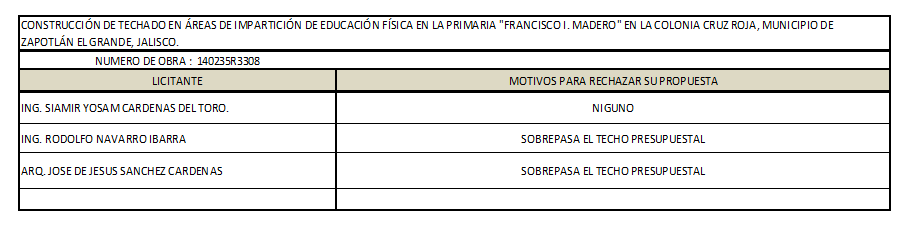 CONSTRUCCIÓN DE TECHADO EN ÁREAS DE IMPARTICIÓN DE EDUCACIÓN FÍSICA EN LA PRIMARIA "FRANCISCO I. MADERO" EN LA COLONIA CRUZ ROJA, MUNICIPIO DE
ZAPOTLÁN EL GRANDE, JALISCO.
NUMERO DE OBRA : 140235R3308
LICITANTE MOTIVOS PARA RECHAZAR SU PROPUESTA
ING. SIAMIR YOSAM CARDENAS DEL TORO. NIGUNO
ING. RODOLFO NAVARRO IBARRA SOBREPASA EL TECHO PRESUPUESTAL
ARQ. JOSE DE JESUS SANCHEZ CARDENAS SOBREPASA EL TECHO PRESUPUESTAL